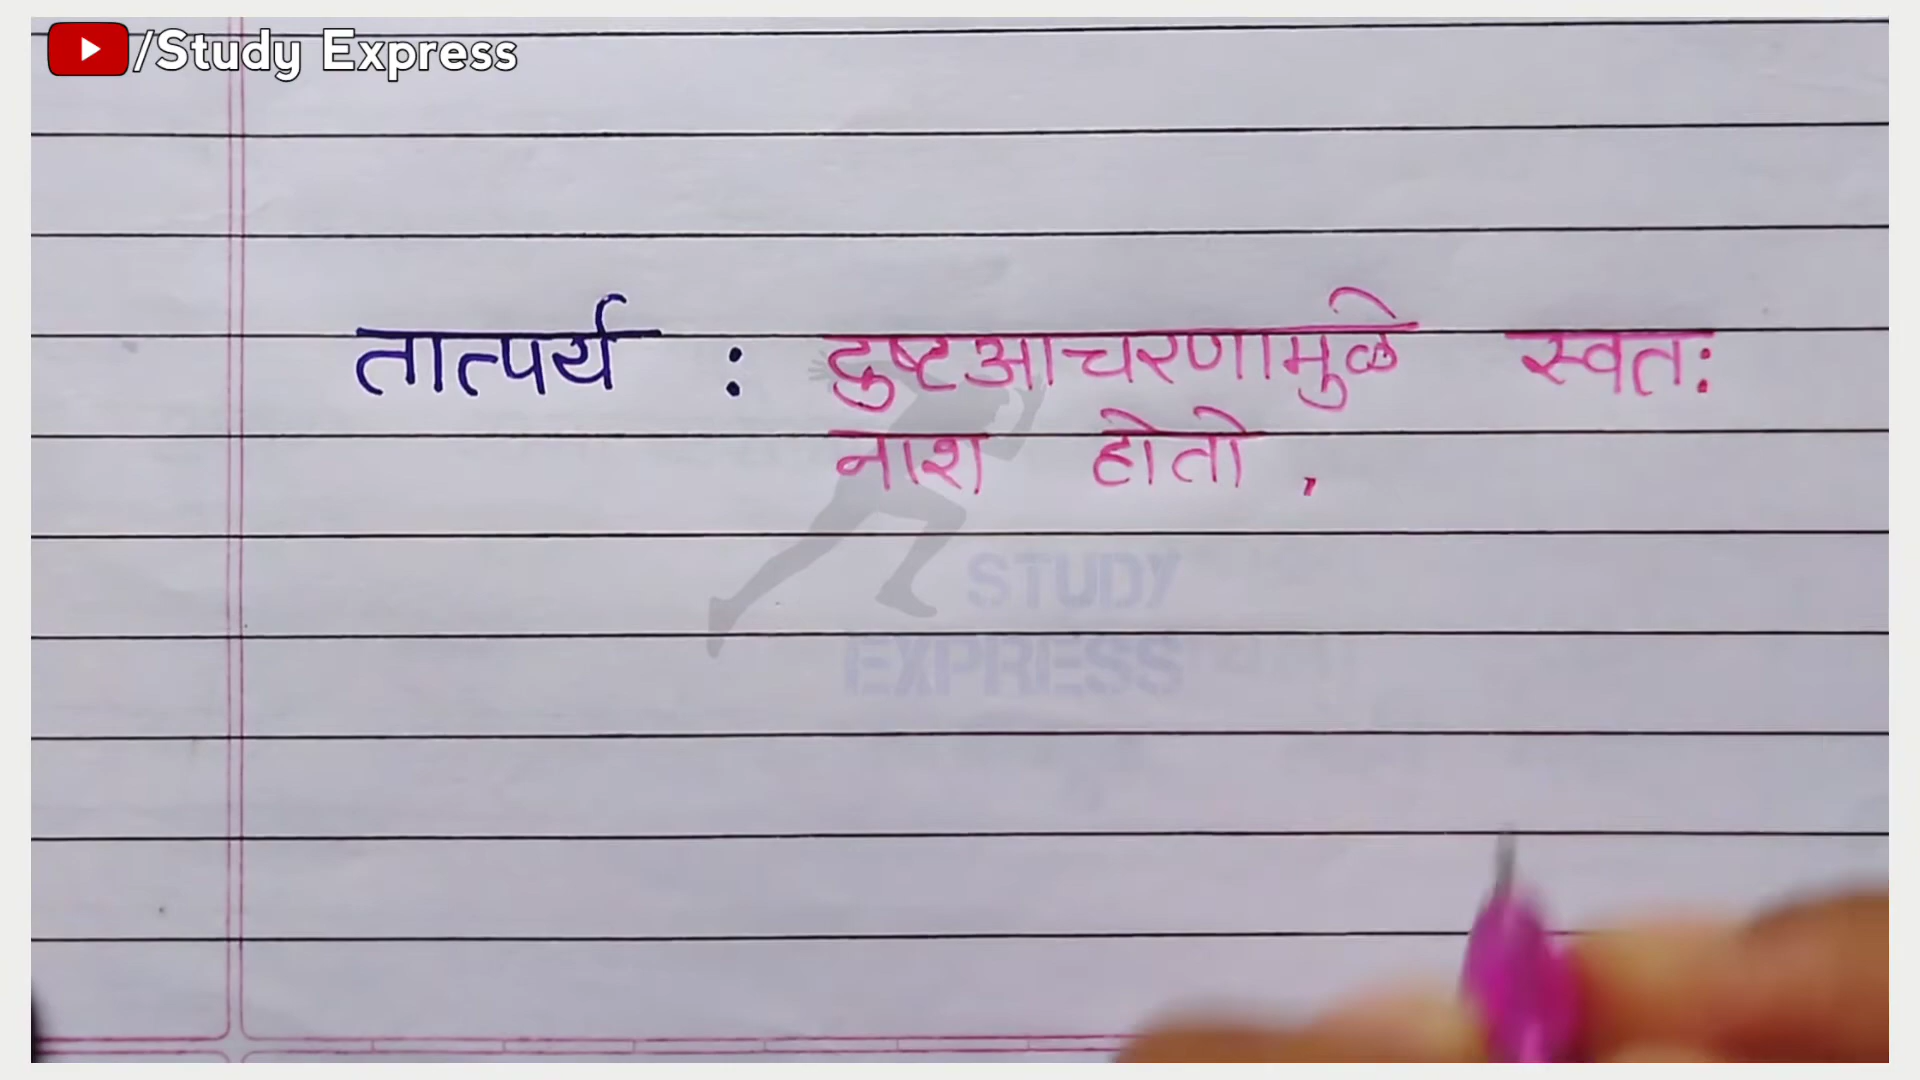 /Study Express
तात्पर्य : दुष्टआचरणामुळे स्वतः
नाश होतो .
STUDY
EXPRESS